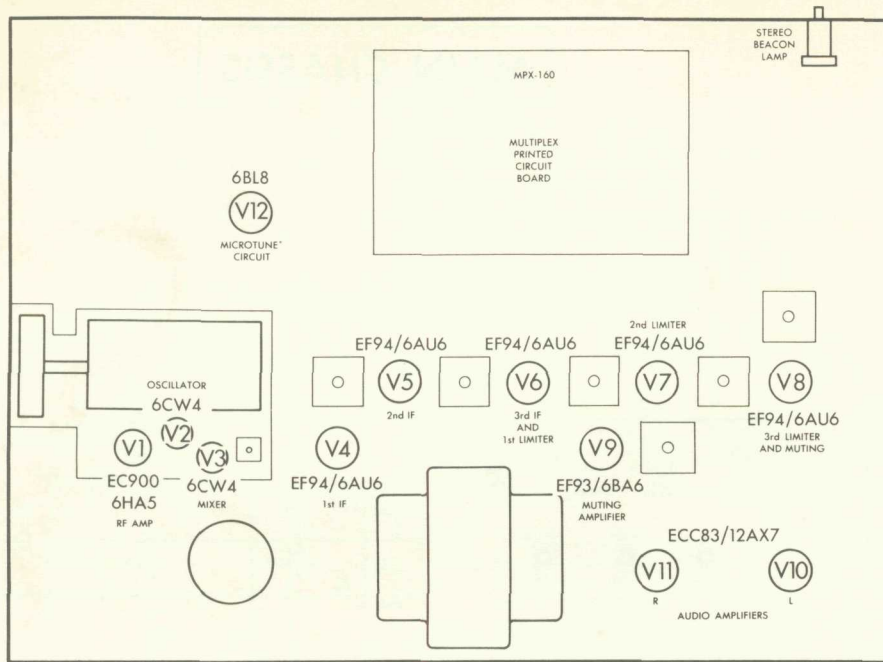 STEREO
BEACON
LAMP
MPX-160
MULTIPLEX
PRINTED
CIRCUIT
BOARD
6BL8
V12
MICROTUNE*
CIRCUIT
2nd LIMITER
EF94/6AU6
EF94/6AU6
EF94/6AU6
V5
V6
V7
V8
2nd IF
3rd IF
AND
1st LIMITER
EF94/6AU6
3rd LIMITER
AND MUTING
OSCILLATOR
6CW4
V1
V2
V3
V4
V9
EC900
6HA5
RF AMP
6CW4
MIXER
EF94/6AU6
1st IF
EF93/6BA6
MUTING
AMPLIFIER
ECC83/12AX7
V11
V10
R
L
AUDIO AMPLIFIERS